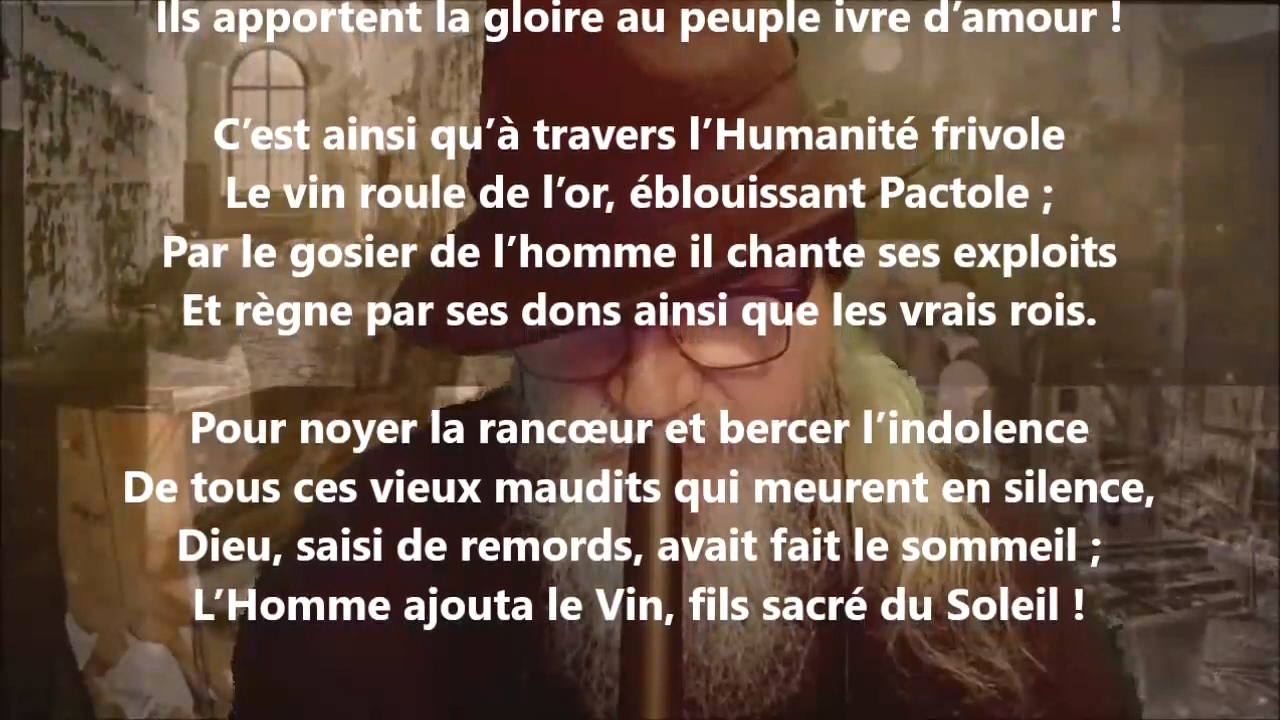 Ils apportent la gloire au peuple ivre d’amour !
C’est ainsi qu’à travers l’Humanité frivole
Le vin roule de l’or, éblouissant Pactole ;
Par le gosier de l’homme il chante ses exploits
Et règne par ses dons ainsi que les vrais rois.
Pour noyer la rancœur et bercer l’indolence
De tous ces vieux maudits qui meurent en silence,
Dieu, saisi de remords, avait fait le sommeil ;
L’Homme ajouta le Vin, fils sacré du Soleil !